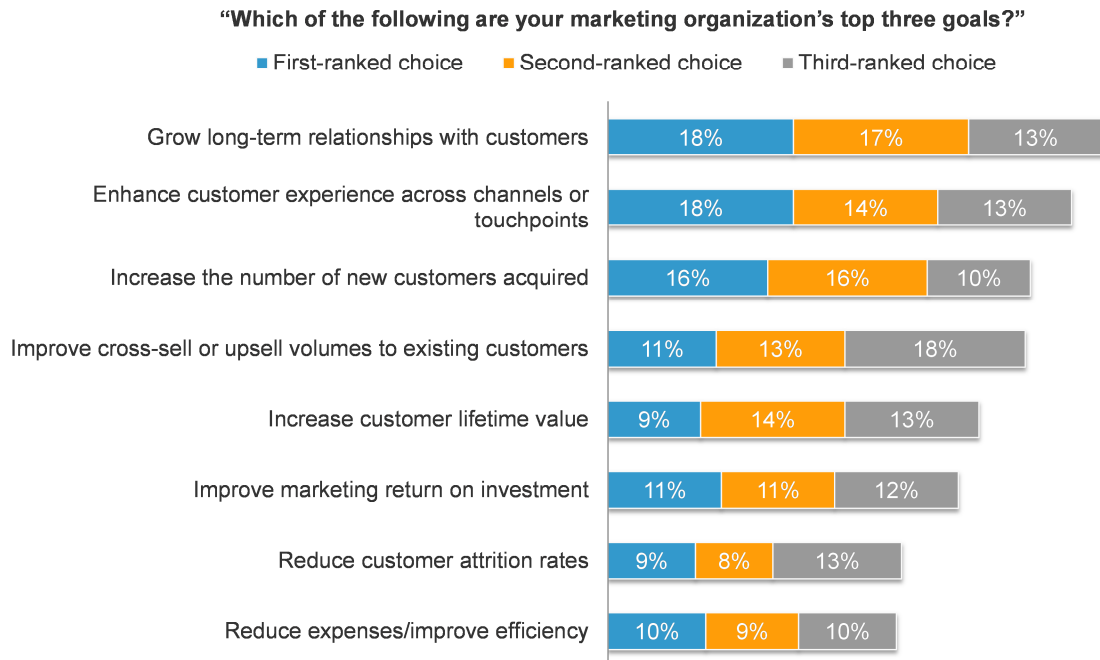 “Which of the following are your marketing organization’s top three goals?”
First-ranked choice Second-ranked choice Third-ranked choice
Grow long-term relationships with customers 18% 17% 13%
Enhance customer experience across channels or
touchpoints 18% 14% 13%
Increase the number of new customers acquired 16% 16% 10%
Improve cross-sell or upsell volumes to existing customers 11% 13% 18%
Increase customer lifetime value 9% 14% 13%
Improve marketing return on investment 11% 11% 12%
Reduce customer attrition rates 9% 8% 13%
Reduce expenses/improve efficiency 10% 9% 10%